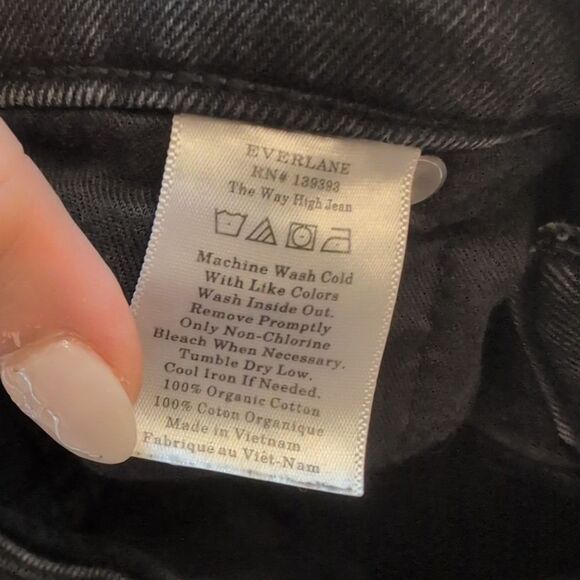 EVERLANE
RN# 139393
The Way High Jean
Machine Wash Cold
With Like Colors
Wash Inside Out.
Remove Promptly
Only Non-Chlorine
Bleach When Necessary.
Tumble Dry Low.
Cool Iron If Needed.
100% Organic Cotton
100% Coton Organique
Made in Vietnam
Fabrique au Viêt-Nam